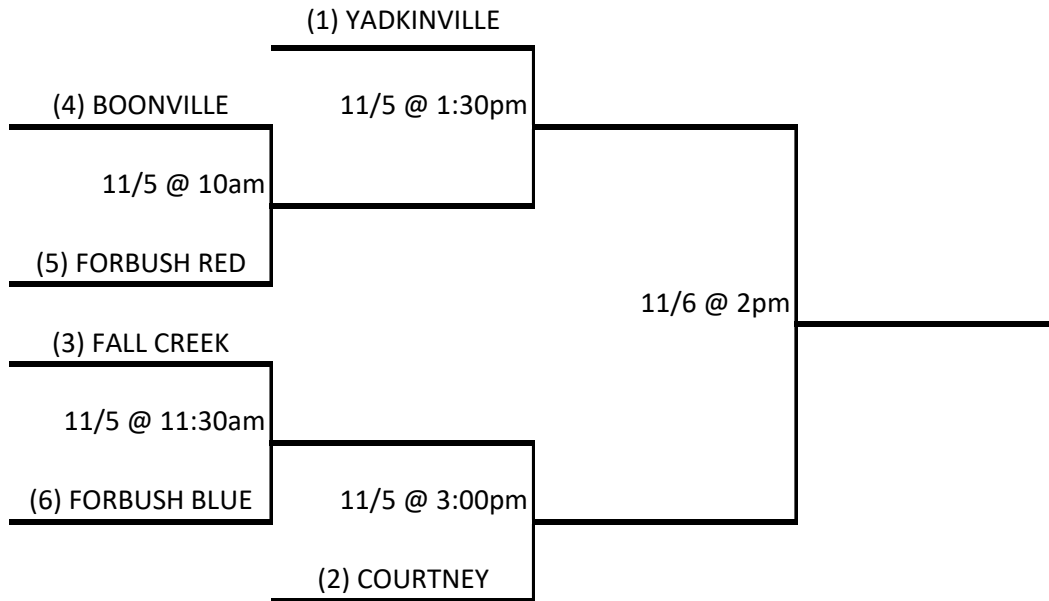 (1) YADKINVILLE
(4) BOONVILLE
11/5 @ 1:30pm
11/5 @ 10am
(5) FORBUSH RED
11/6 @ 2pm
(3) FALL CREEK
11/5 @ 11:30am
(6) FORBUSH BLUE
11/5 @ 3:00pm
(2) COURTNEY